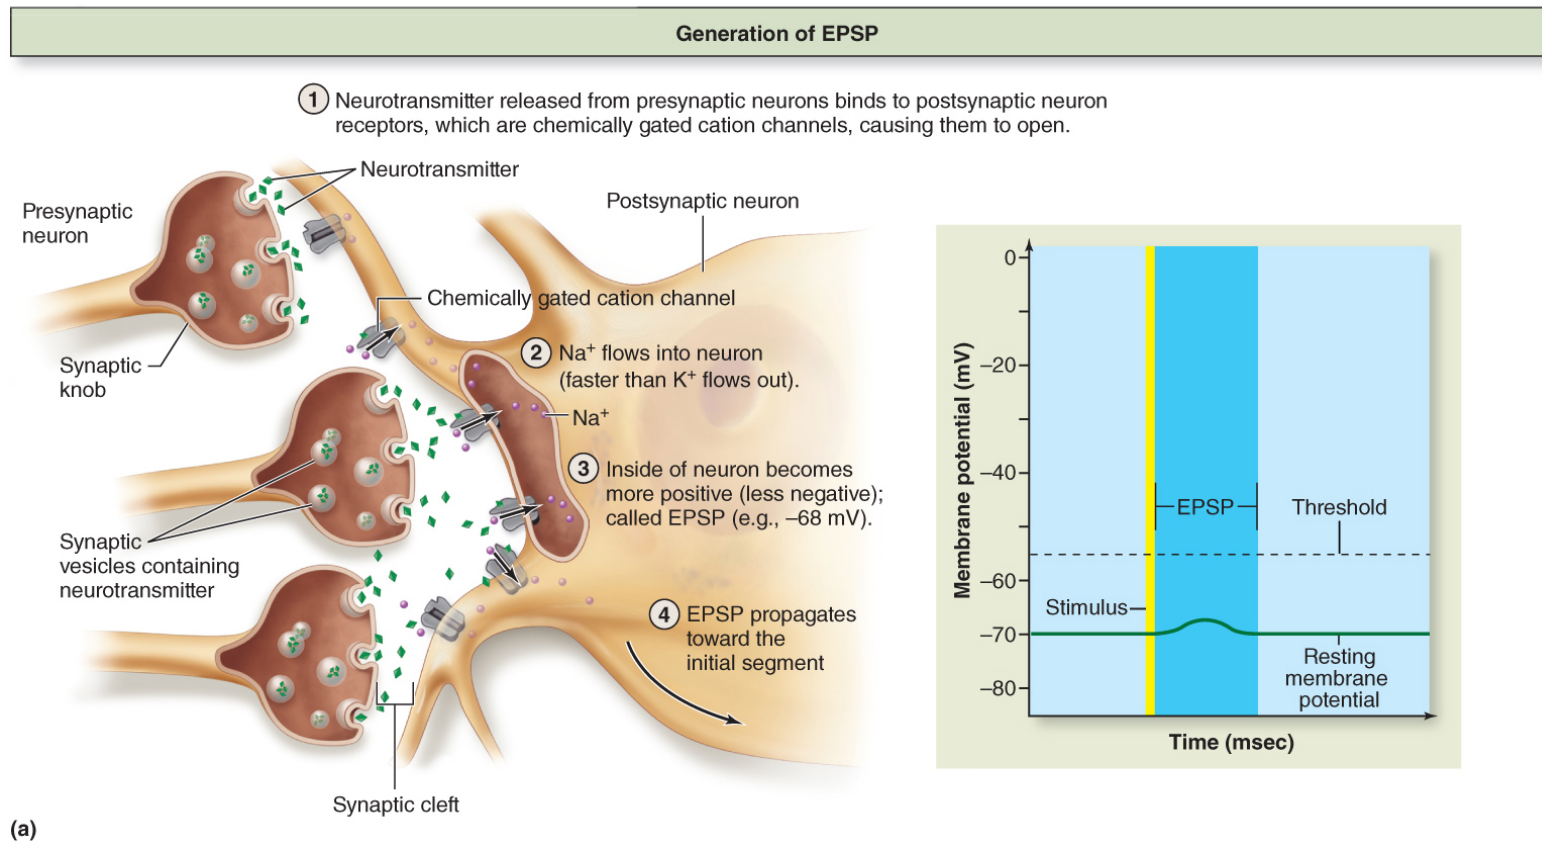 Generation of EPSP
1 Neurotransmitter released from presynaptic neurons binds to postsynaptic neuron
receptors, which are chemically gated cation channels, causing them to open.
Neurotransmitter
Presynaptic
neuron
Postsynaptic neuron
Chemically gated cation channel
Synaptic
knob
2 Na⁺ flows into neuron
(faster than K⁺ flows out).
Na⁺
3 Inside of neuron becomes
more positive (less negative);
called EPSP (e.g., –68 mV).
Synaptic
vesicles containing
neurotransmitter
4 EPSP propagates
toward the
initial segment
Synaptic cleft
(a)
Membrane potential (mV)
0
–20
–40
–60
–70
–80
EPSP
Threshold
Stimulus
Resting
membrane
potential
Time (msec)